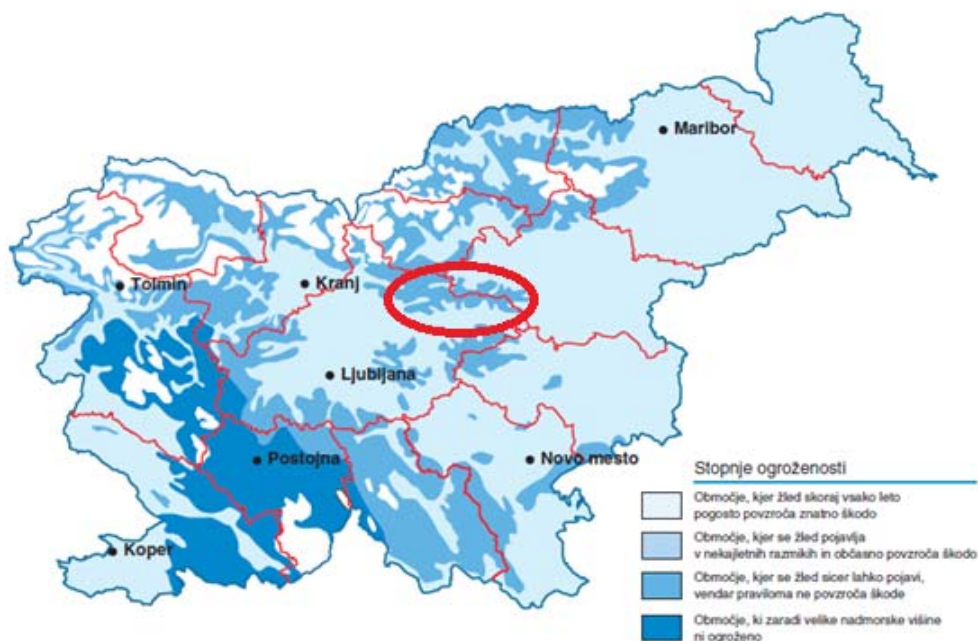 Maribor
Tolmin
Kranj
Ljubljana
Postojna
Novo mesto
Koper
Stopnje ogroženosti
Območje, kjer žled skoraj vsako leto
pogosto povzroča znatno škodo
Območje, kjer se žled pojavlja
v nekajletnih razmikih in občasno povzroča škodo
Območje, kjer se žled sicer lahko pojavi,
vendar praviloma ne povzroča škode
Območje, ki zaradi velike nadmorske višine
ni ogroženo